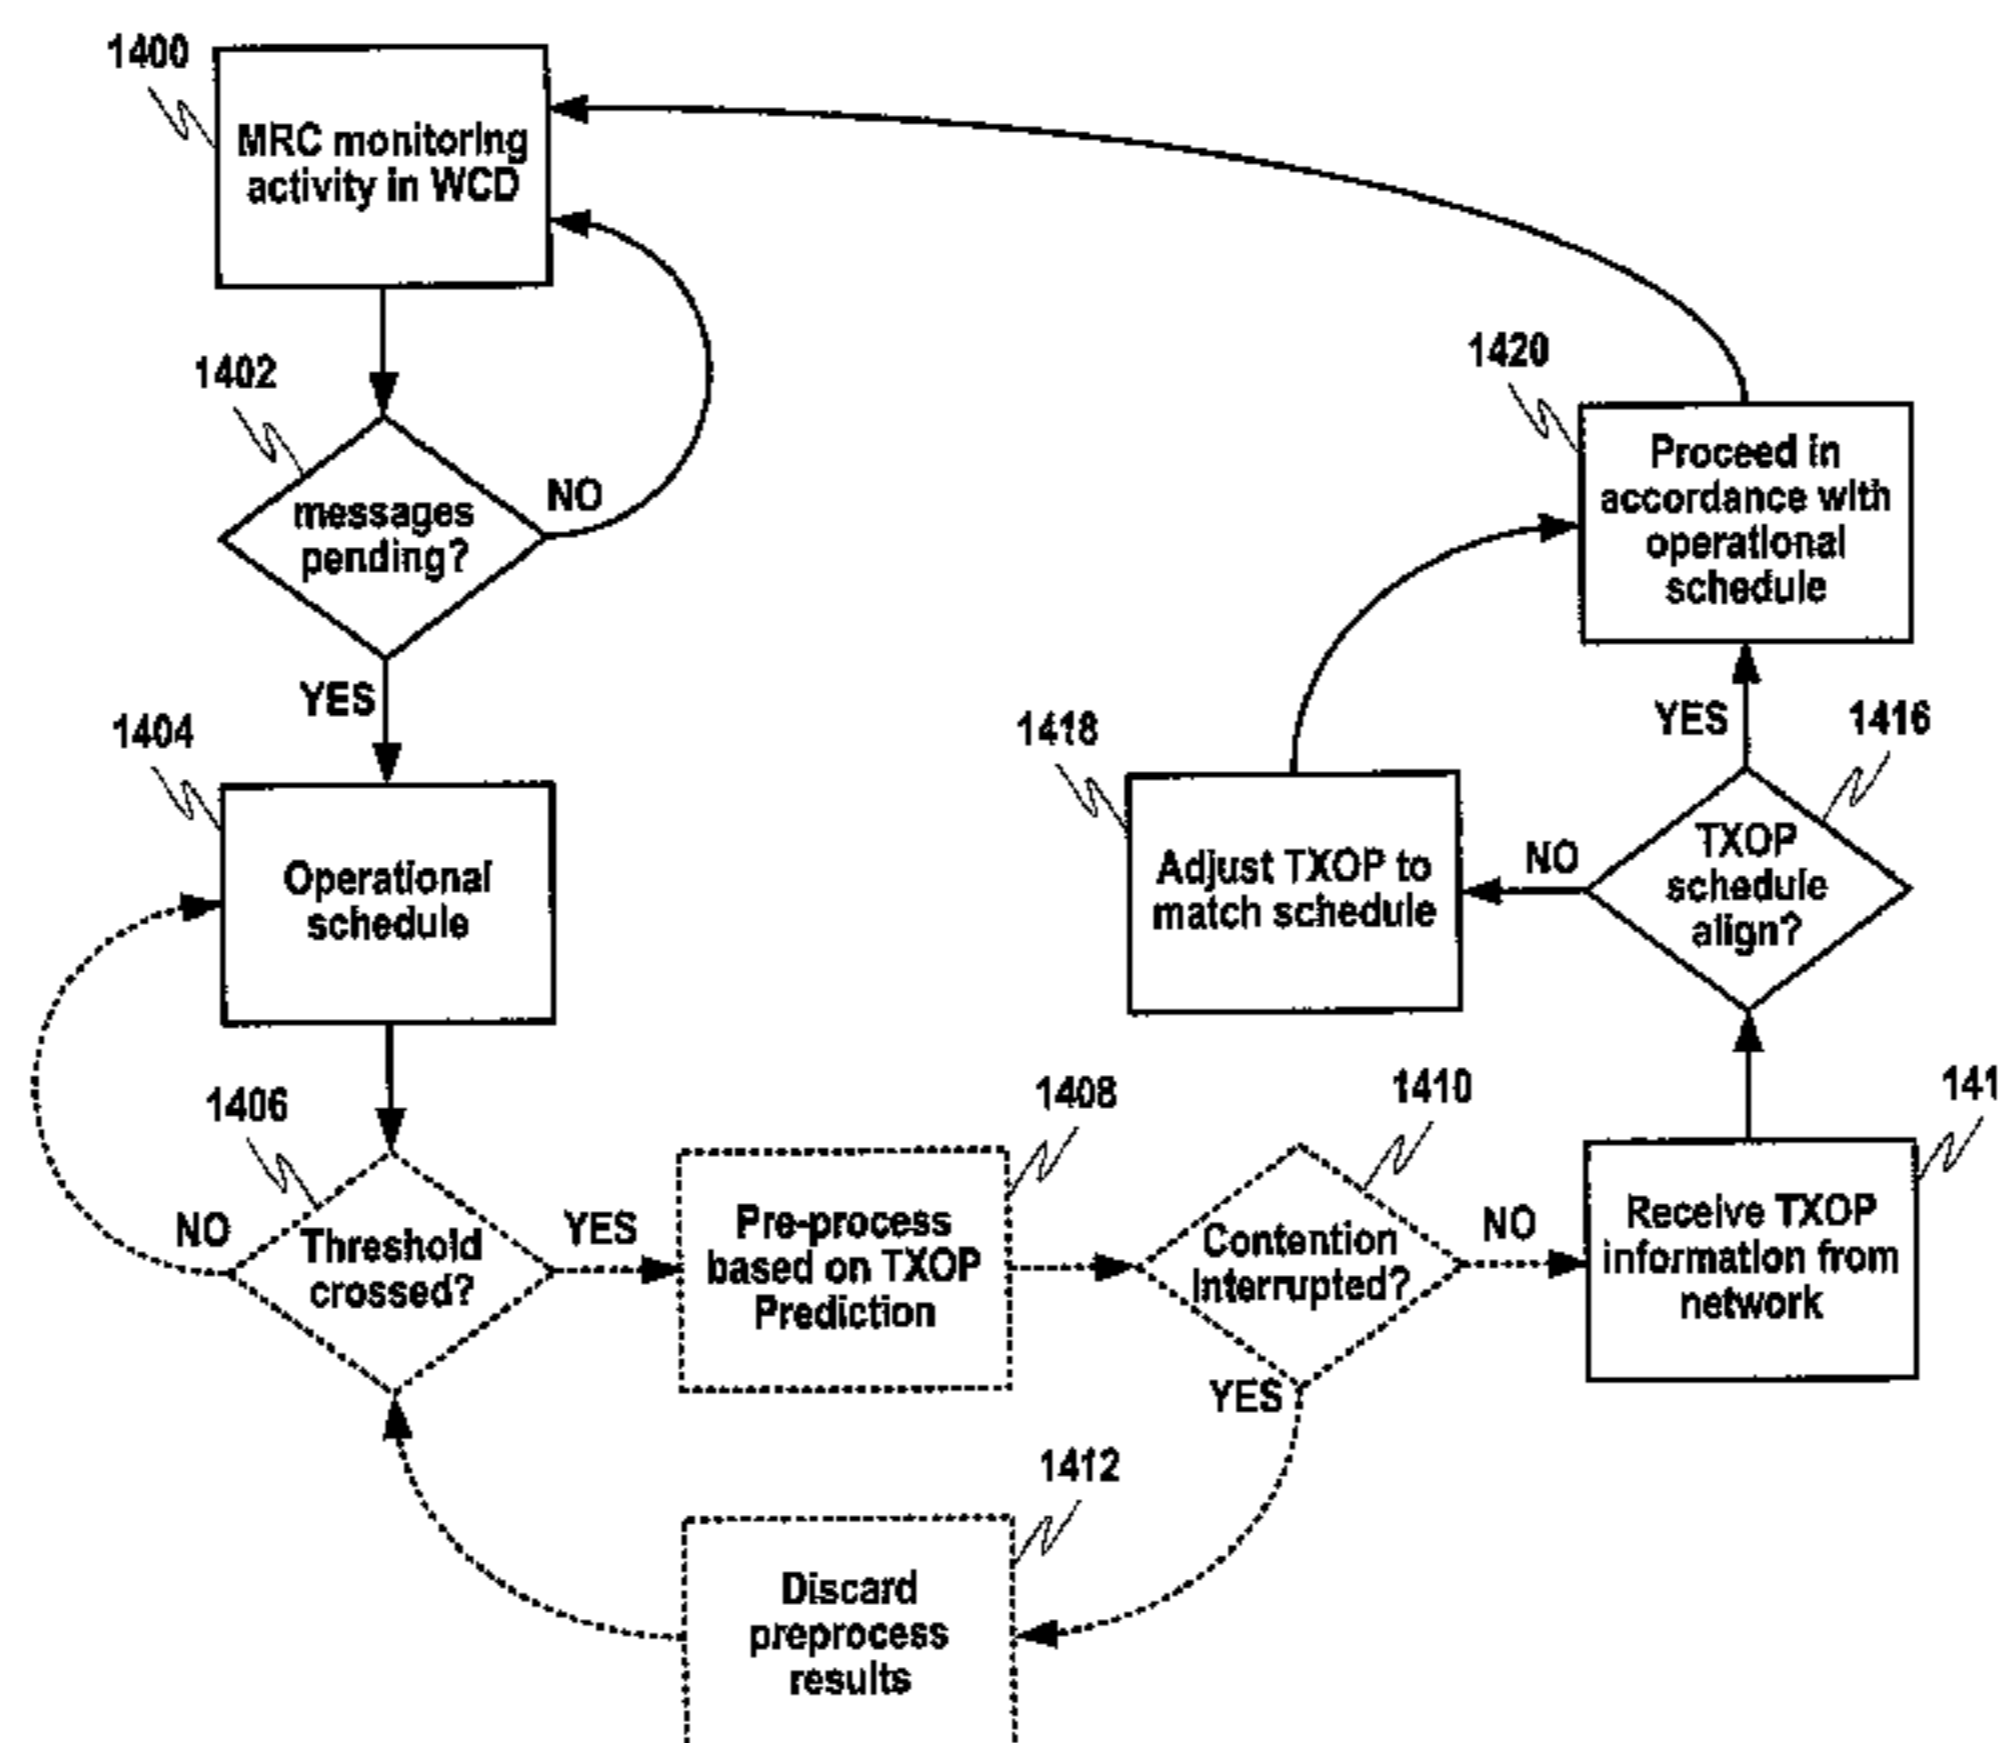 1400
MRC monitoring
activity in WCD
1402
messages
pending?
NO
YES
1404
Operational
schedule
1406
Threshold
crossed?
NO
YES
1408
Pre-process
based on TXOP
Prediction
1410
Contention
Interrupted?
NO
YES
1412
Discard
preprocess
results
141
Receive TXOP
information from
network
1416
TXOP
schedule
align?
NO
YES
1418
Adjust TXOP to
match schedule
1420
Proceed in
accordance with
operational
schedule